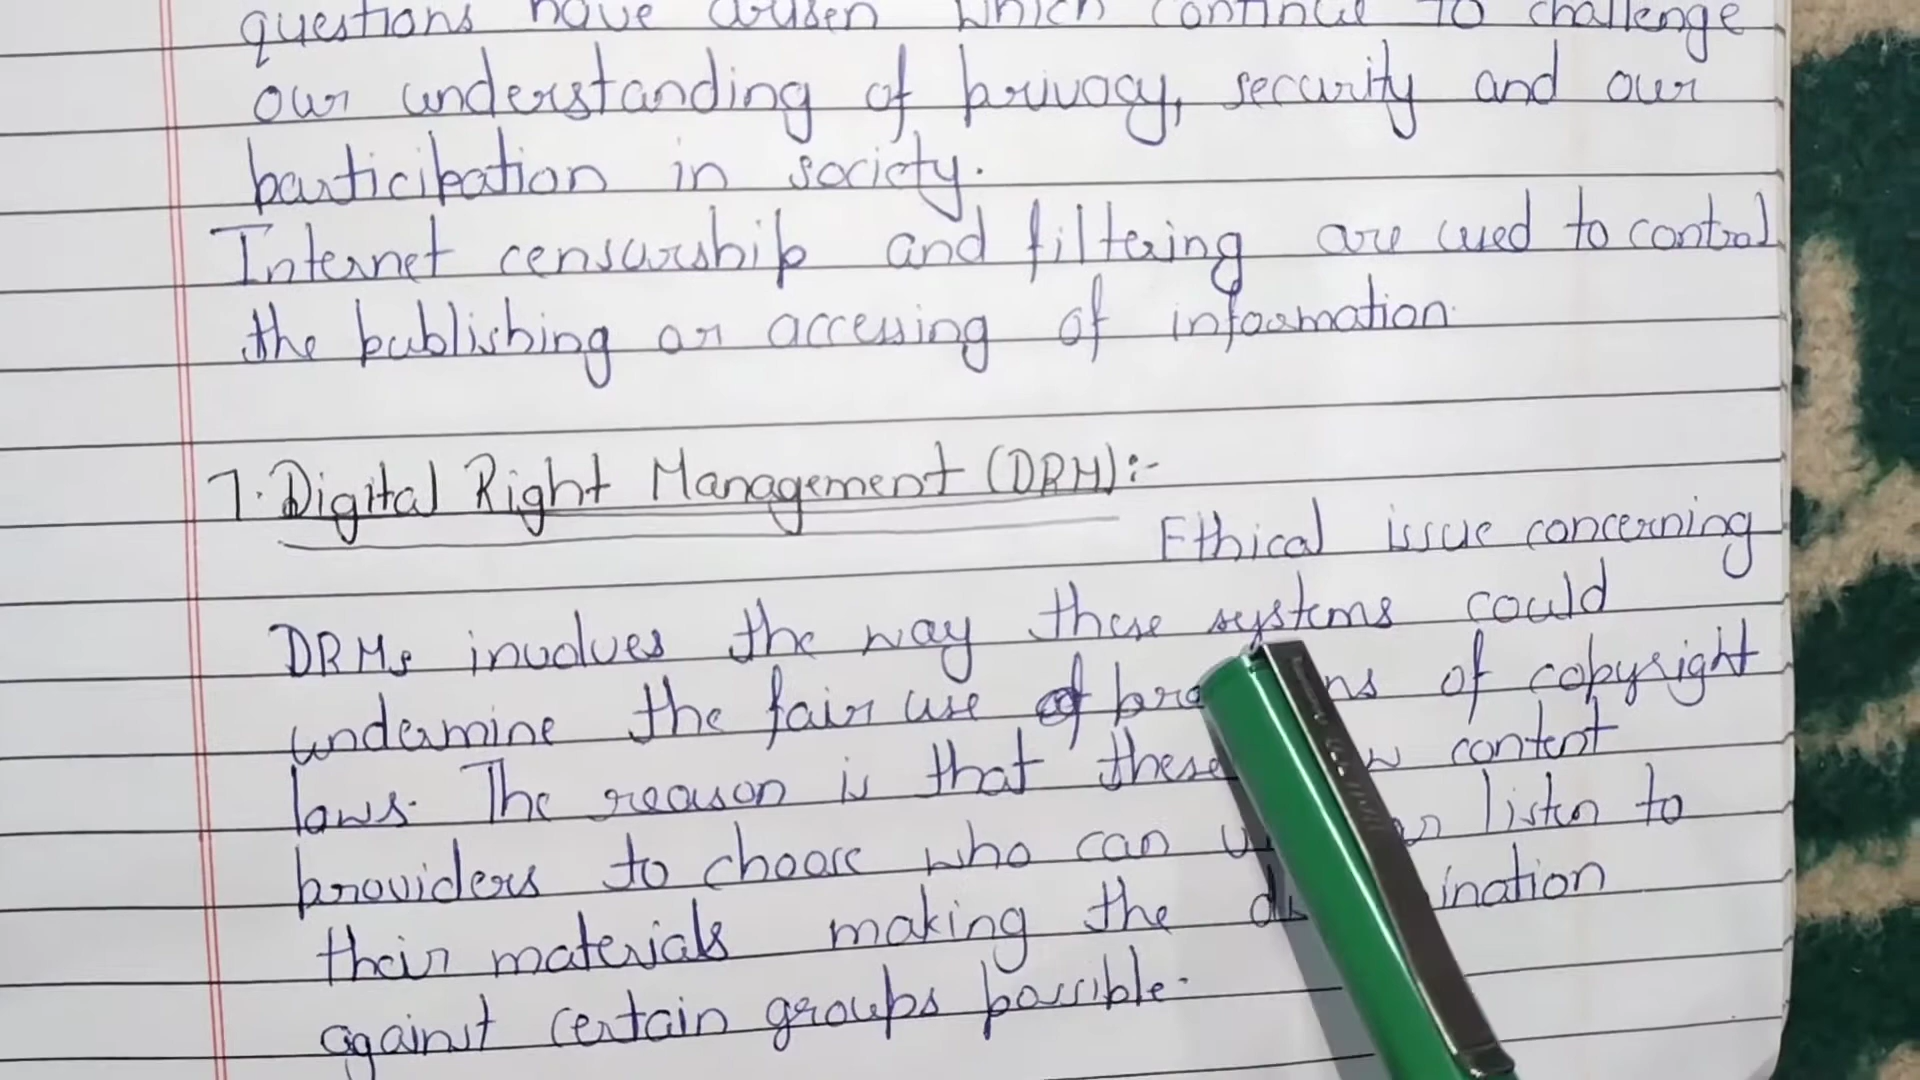 questions have arisen which continue to challenge
our understanding of privacy, security and our
participation in society.
Internet censurship and filtering are used to control
the publishing or accessing of information.
7. Digital Right Management (DRM):-
Ethical issue concerning
DRMs involves the way these systems could
undermine the fair use of of copyright
laws. The reason is that these content
providers to choose who can listen to
their materials making the
against certain groups possible.